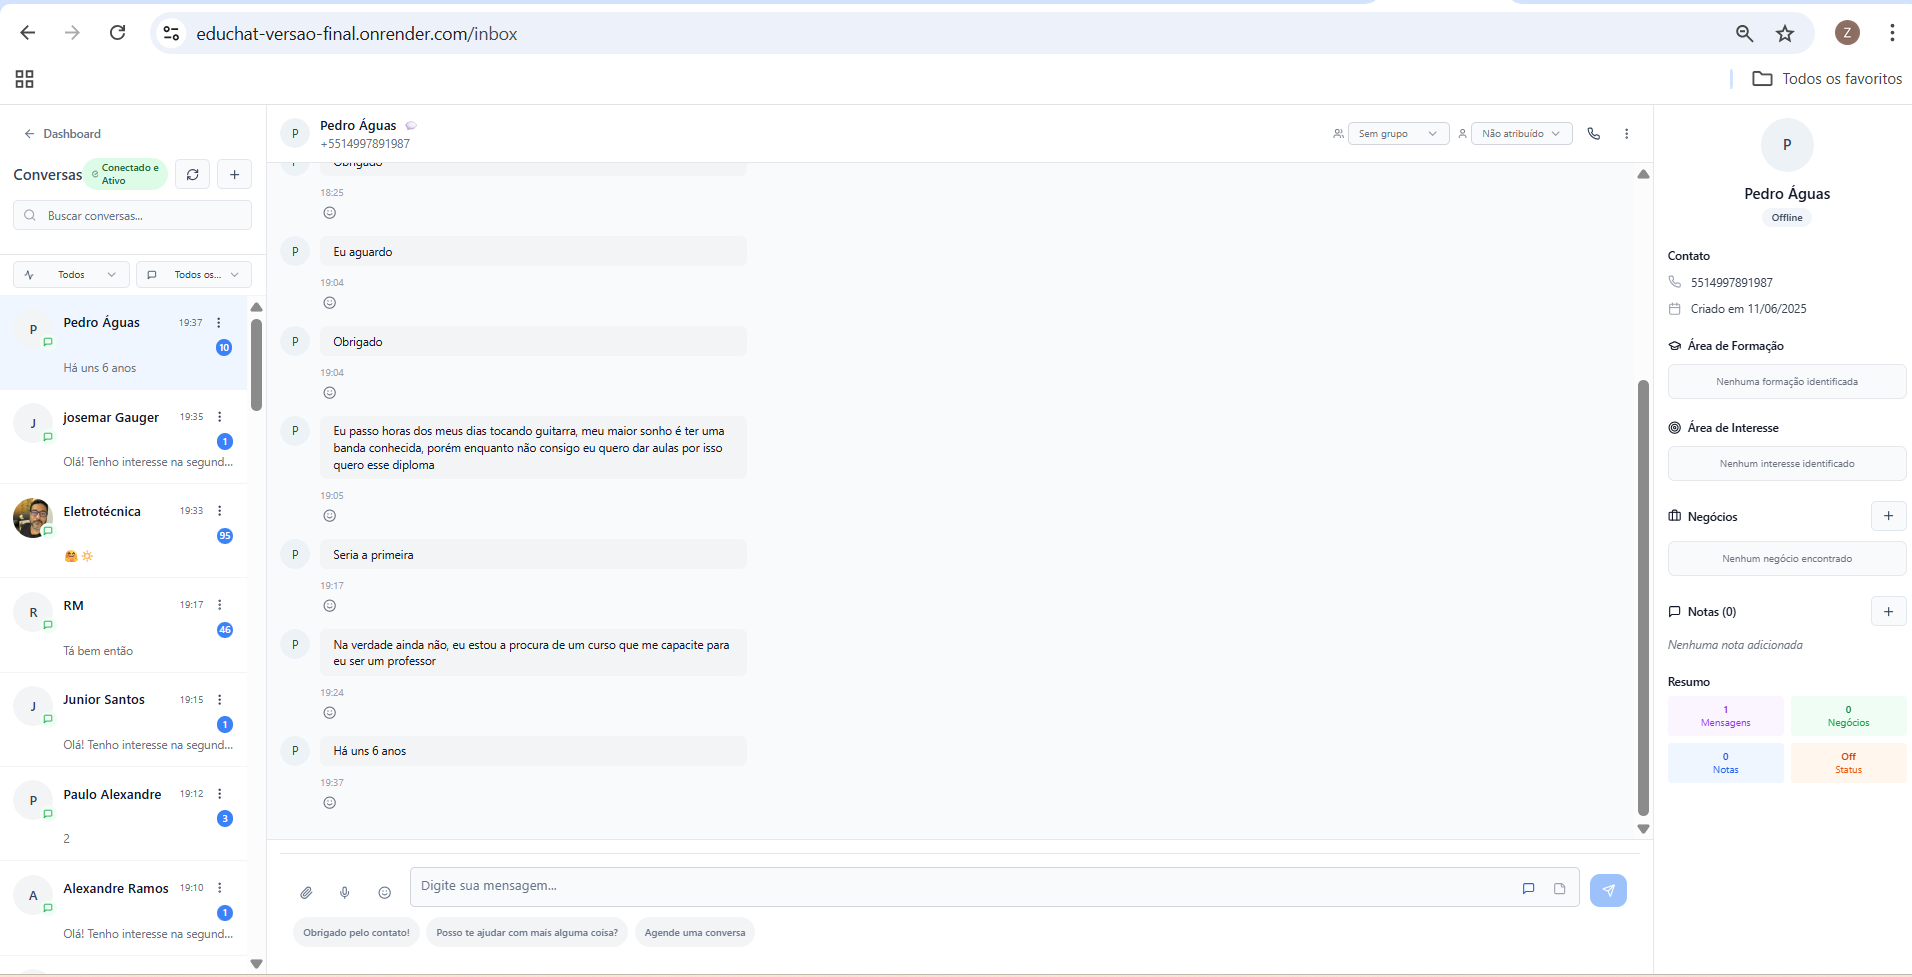 educhat-versao-final.onrender.com/inbox
Z
Todos os favoritos
Dashboard
Conversas
Conectado e
Ativo
Buscar conversas...
Todos
Todos os...
P
Pedro Águas
19:37
10
Há uns 6 anos
J
josemar Gauger
19:35
1
Olá! Tenho interesse na segund...
Eletrotécnica
19:33
95
R
RM
19:17
46
Tá bem então
J
Junior Santos
19:15
1
Olá! Tenho interesse na segund...
P
Paulo Alexandre
19:12
3
2
A
Alexandre Ramos
19:10
1
Olá! Tenho interesse na segund...
P
Pedro Águas
+5514997891987
Sem grupo
Não atribuído
P
Obrigado
18:25
P
Eu aguardo
19:04
P
Obrigado
19:04
P
Eu passo horas dos meus dias tocando guitarra, meu maior sonho é ter uma
banda conhecida, porém enquanto não consigo eu quero dar aulas por isso
quero esse diploma
19:05
P
Seria a primeira
19:17
P
Na verdade ainda não, eu estou a procura de um curso que me capacite para
eu ser um professor
19:24
P
Há uns 6 anos
19:37
Digite sua mensagem...
Obrigado pelo contato!
Posso te ajudar com mais alguma coisa?
Agende uma conversa
P
Pedro Águas
Offline
Contato
5514997891987
Criado em 11/06/2025
Área de Formação
Nenhuma formação identificada
Área de Interesse
Nenhum interesse identificado
Negócios
Nenhum negócio encontrado
Notas (0)
Nenhuma nota adicionada
Resumo
1
Mensagens
0
Negócios
0
Notas
Off
Status